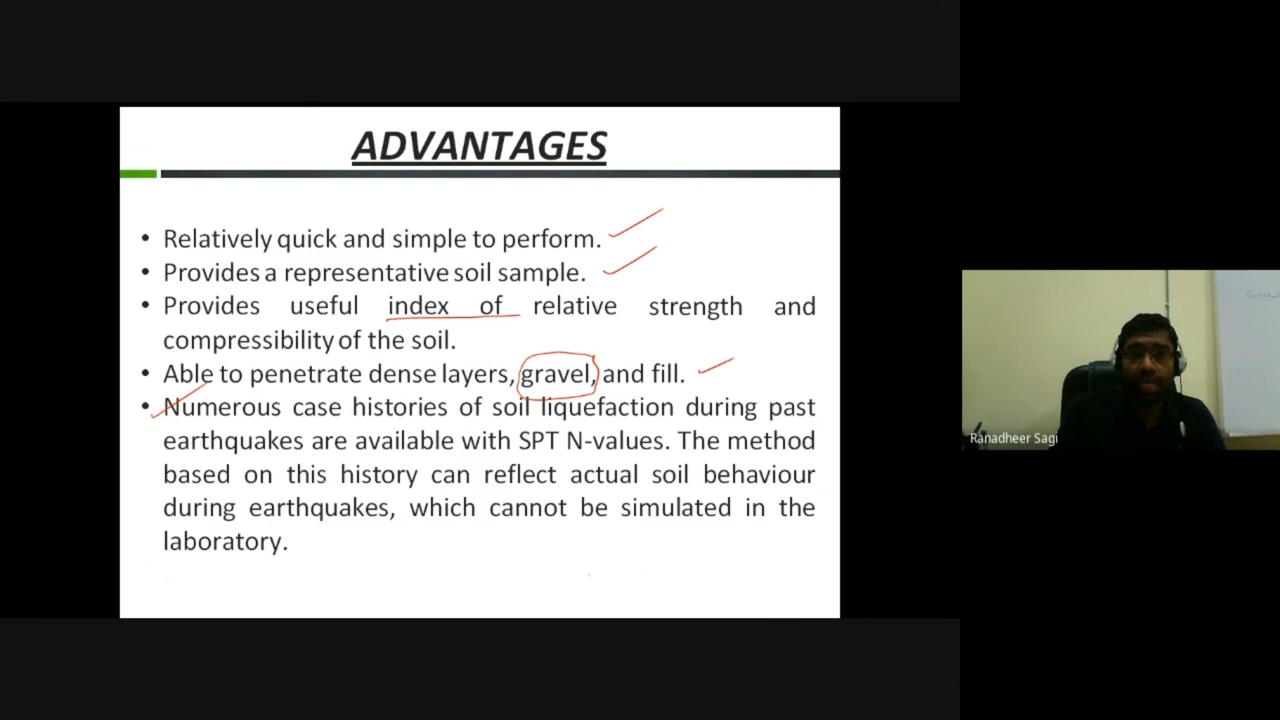 ADVANTAGES
• Relatively quick and simple to perform.
• Provides a representative soil sample.
• Provides useful index of relative strength and
compressibility of the soil.
• Able to penetrate dense layers, gravel, and fill.
• Numerous case histories of soil liquefaction during past
earthquakes are available with SPT N-values. The method
based on this history can reflect actual soil behaviour
during earthquakes, which cannot be simulated in the
laboratory.
Ranadheer Sagi